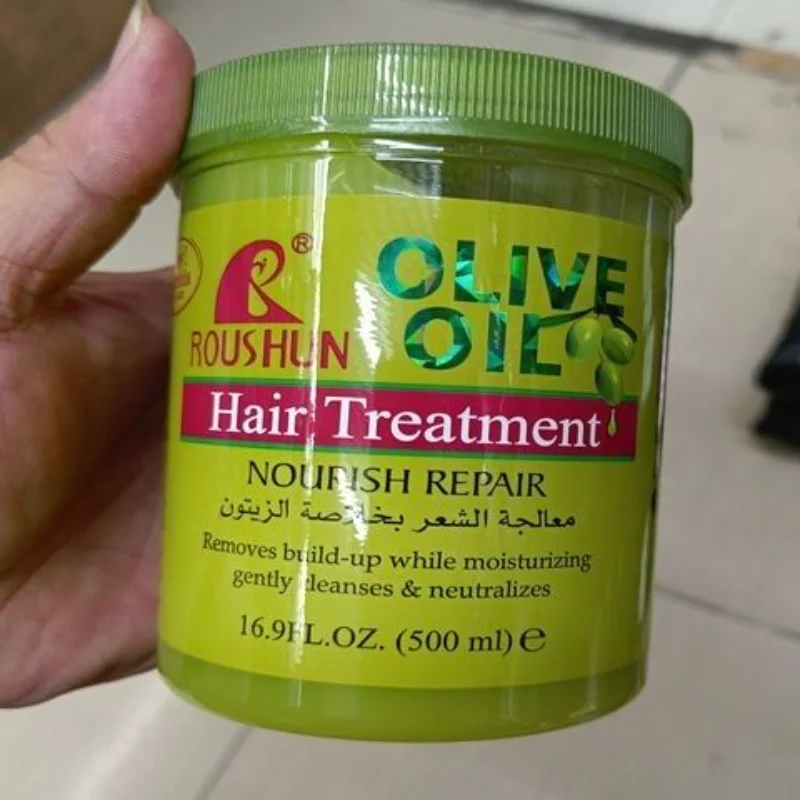 ®
ROUSHUN
OLIVE
OIL
Hair Treatment
NOURISH REPAIR
معالجة الشعر بخلاصة الزيتون
Removes build-up while moisturizing
gently cleanses & neutralizes
16.9FL.OZ. (500 ml) ℮